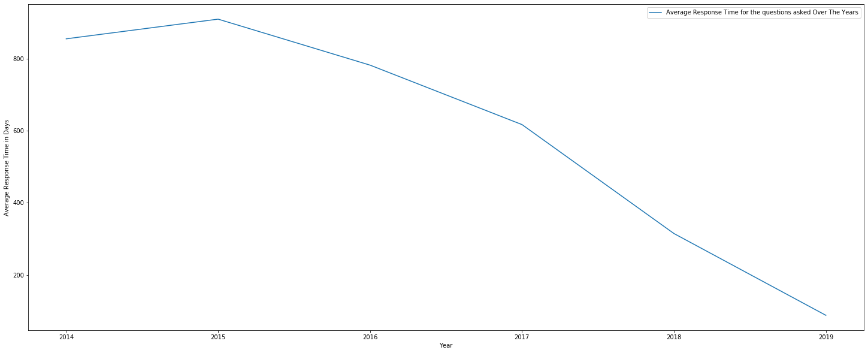 Average Response Time for the questions asked Over The Years
800
600
400
200
Average Response Time in Days
2014 2015 2016 2017 2018 2019
Year